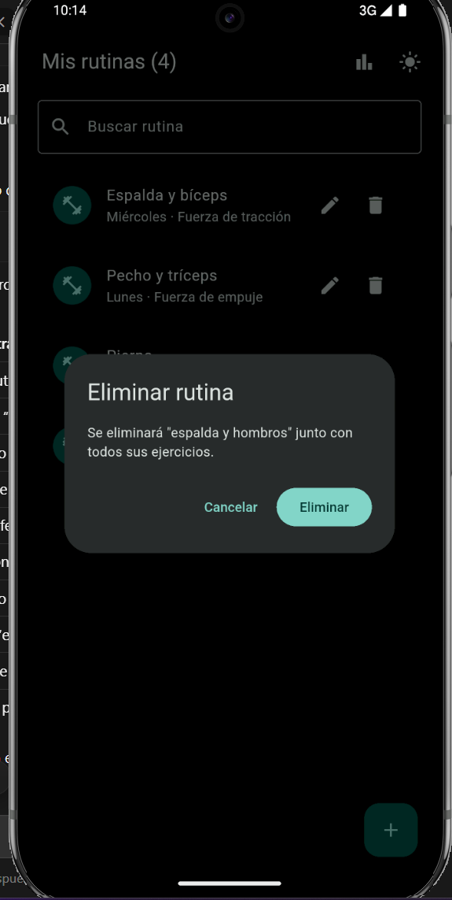 10:14
3G
Mis rutinas (4)
Buscar rutina
Espalda y bíceps
Miércoles · Fuerza de tracción
Pecho y tríceps
Lunes · Fuerza de empuje
Eliminar rutina
Se eliminará "espalda y hombros" junto con
todos sus ejercicios.
Cancelar
Eliminar